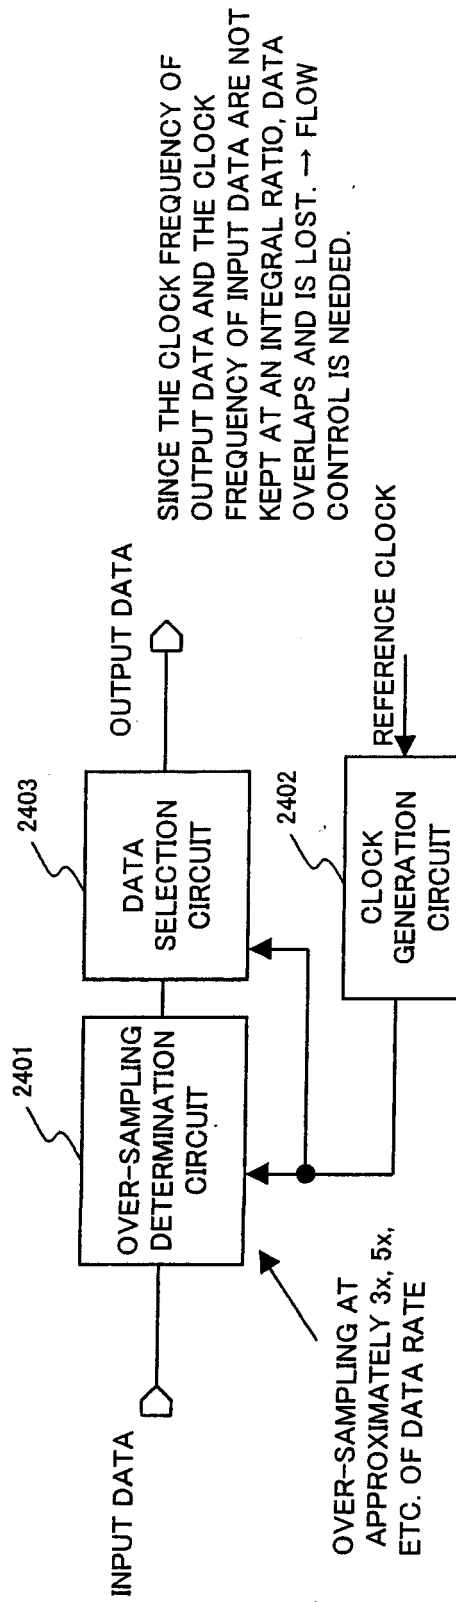 INPUT DATA
2401
OVER-SAMPLING
DETERMINATION
CIRCUIT
2403
DATA
SELECTION
CIRCUIT
OUTPUT DATA
2402
CLOCK
GENERATION
CIRCUIT
REFERENCE CLOCK
OVER-SAMPLING AT
APPROXIMATELY 3x, 5x,
ETC. OF DATA RATE
SINCE THE CLOCK FREQUENCY OF
OUTPUT DATA AND THE CLOCK
FREQUENCY OF INPUT DATA ARE NOT
KEPT AT AN INTEGRAL RATIO, DATA
OVERLAPS AND IS LOST. → FLOW
CONTROL IS NEEDED.